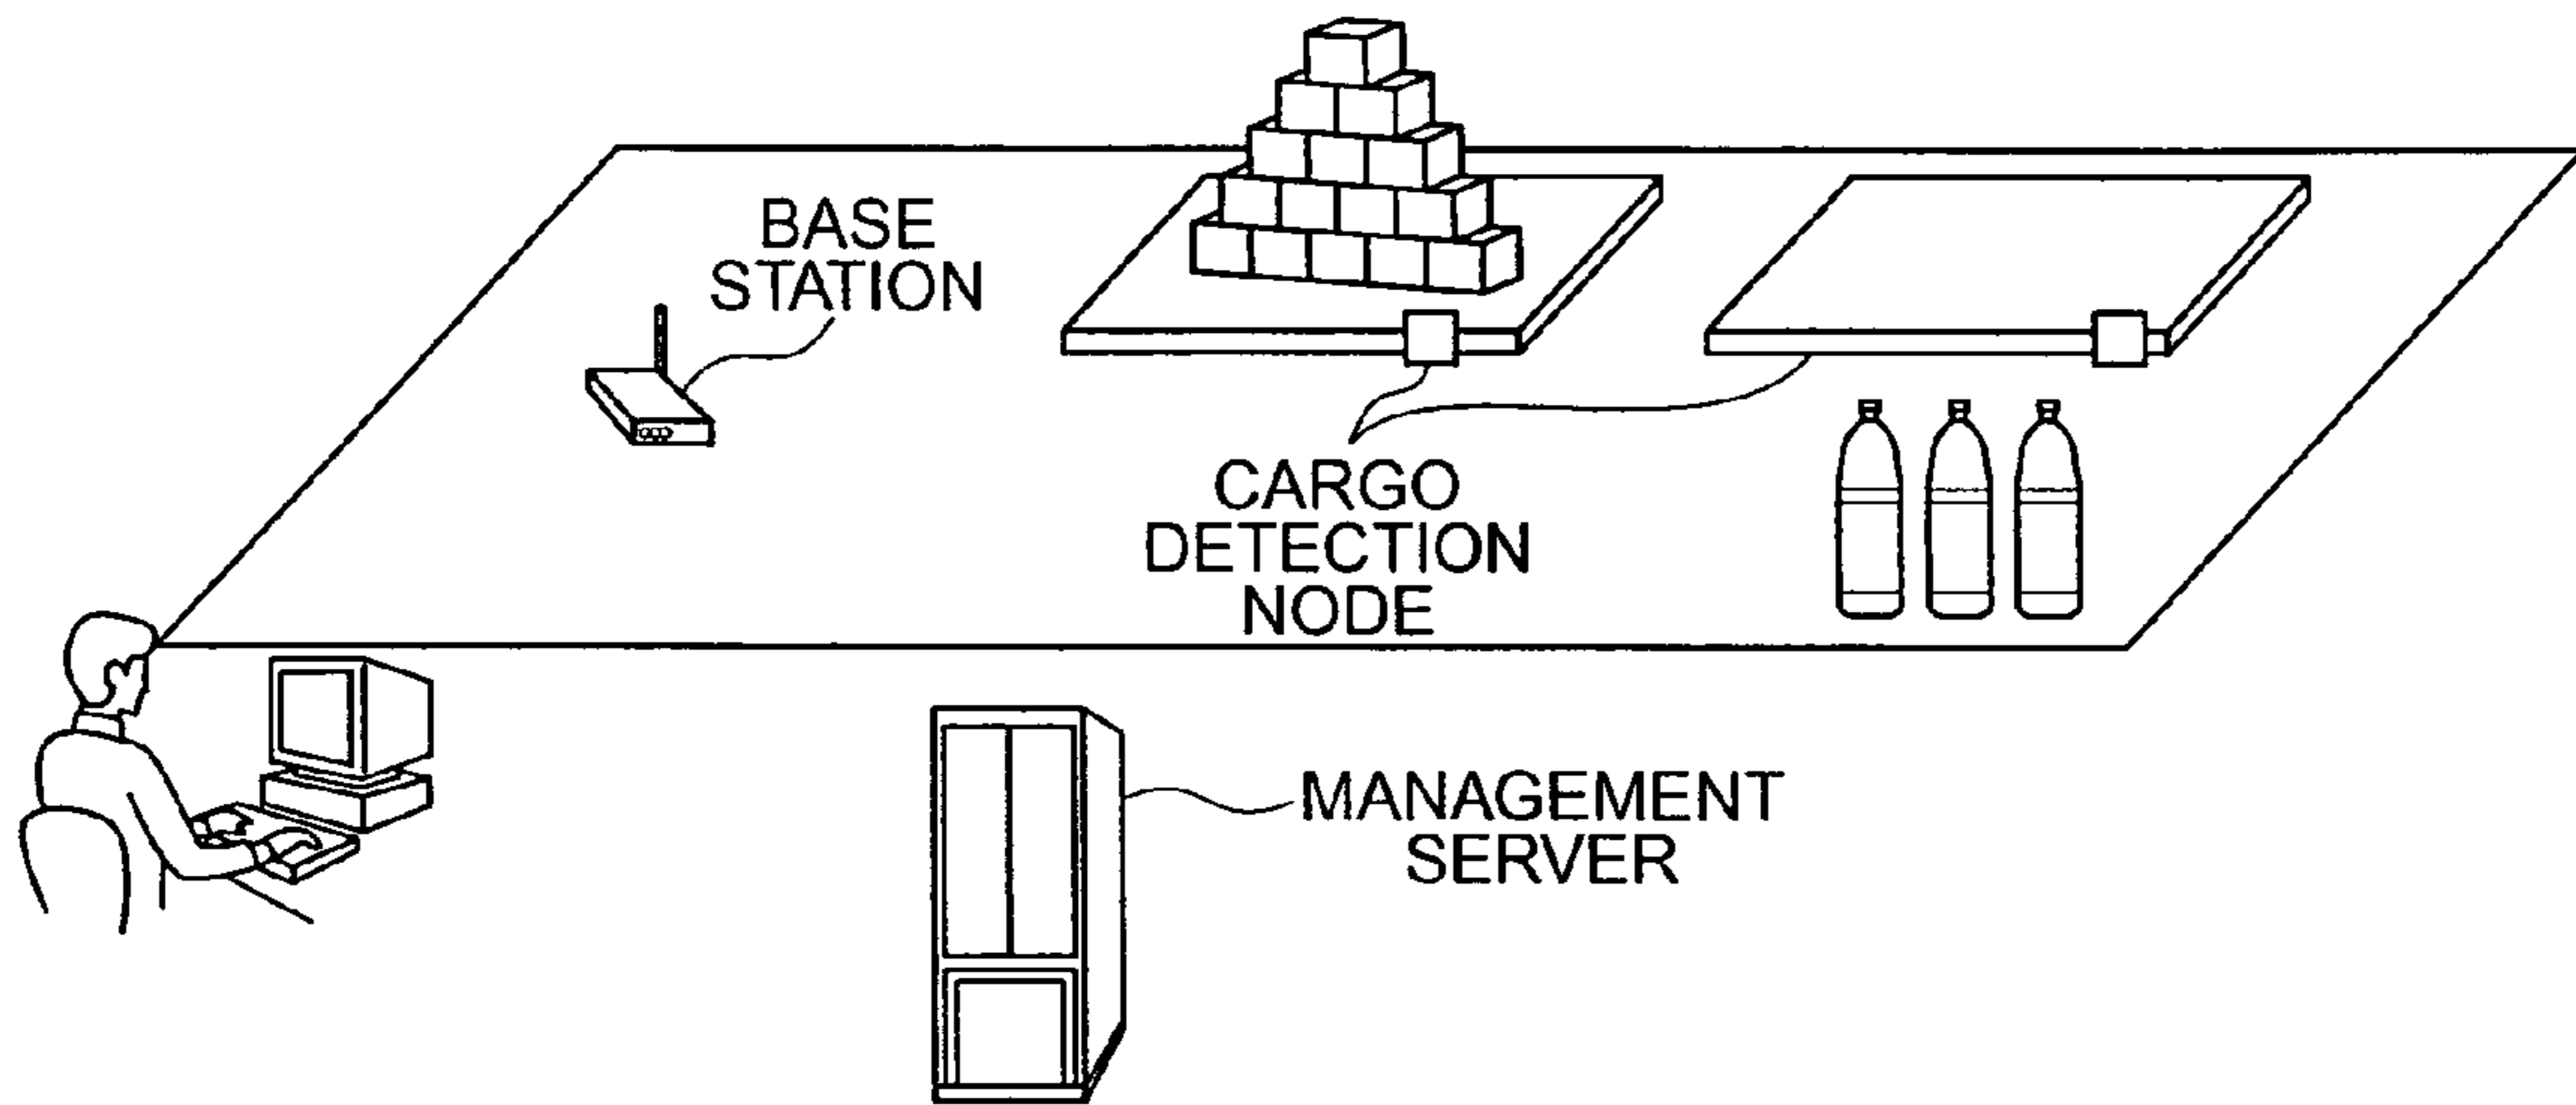 BASE
STATION
CARGO
DETECTION
NODE
MANAGEMENT
SERVER